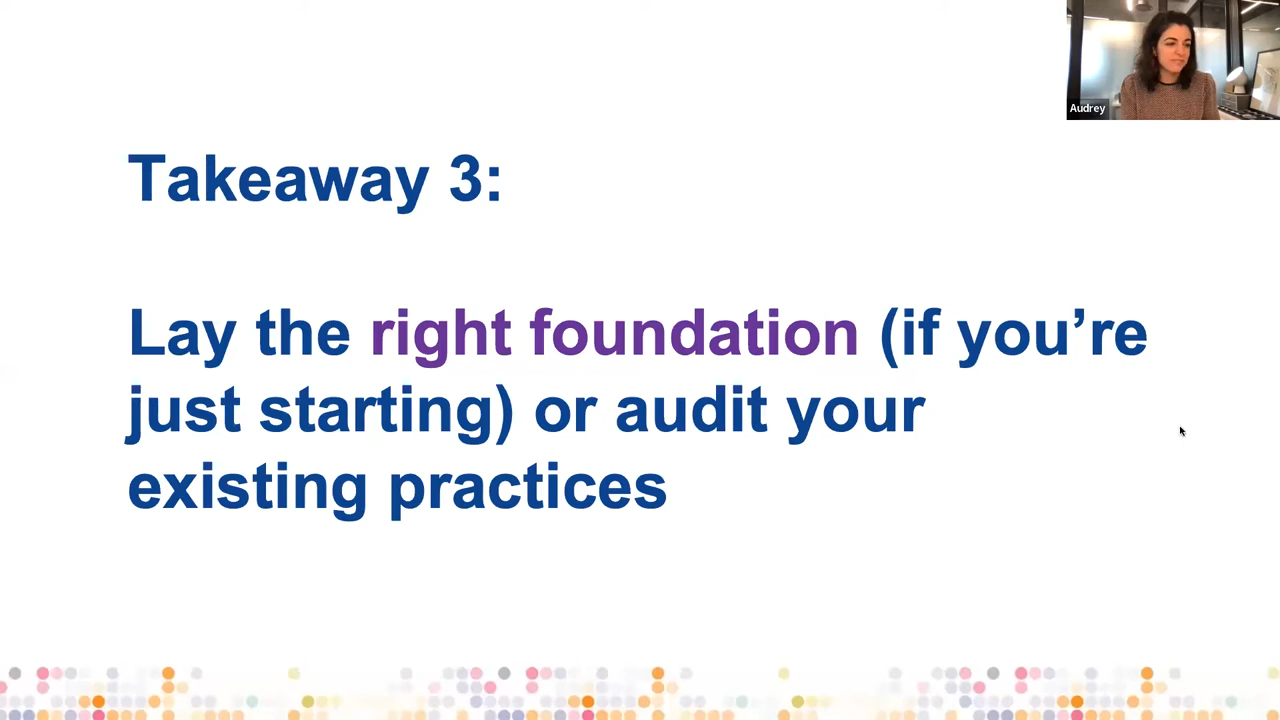 Audrey
Takeaway 3:
Lay the right foundation (if you’re
just starting) or audit your
existing practices